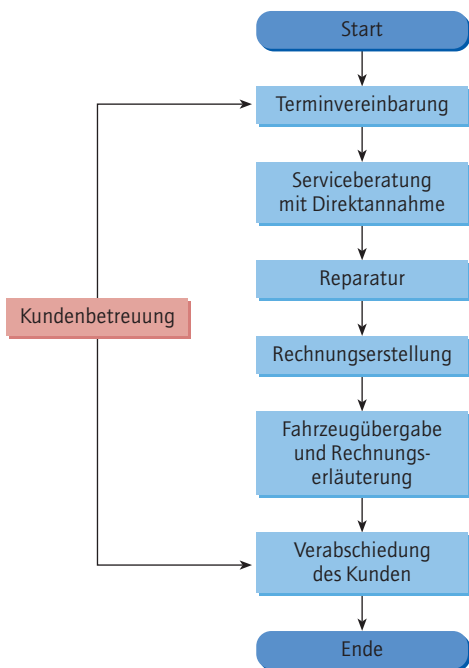 Start
Terminvereinbarung
Serviceberatung
mit Direktannahme
Reparatur
Kundenbetreuung
Rechnungserstellung
Fahrzeugübergabe
und Rechnungs-
erläuterung
Verabschiedung
des Kunden
Ende